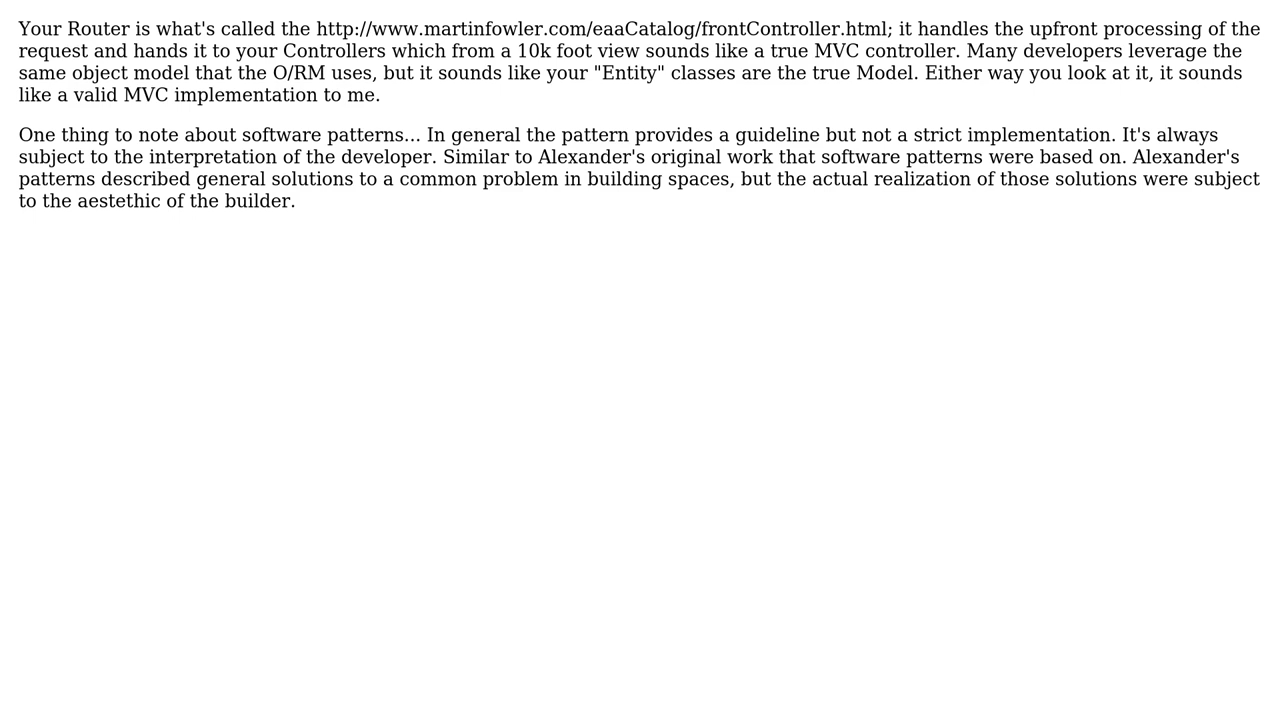 Your Router is what's called the http://www.martinfowler.com/eaaCatalog/frontController.html; it handles the upfront processing of the
request and hands it to your Controllers which from a 10k foot view sounds like a true MVC controller. Many developers leverage the
same object model that the O/RM uses, but it sounds like your "Entity" classes are the true Model. Either way you look at it, it sounds
like a valid MVC implementation to me.
One thing to note about software patterns... In general the pattern provides a guideline but not a strict implementation. It's always
subject to the interpretation of the developer. Similar to Alexander's original work that software patterns were based on. Alexander's
patterns described general solutions to a common problem in building spaces, but the actual realization of those solutions were subject
to the aestethic of the builder.